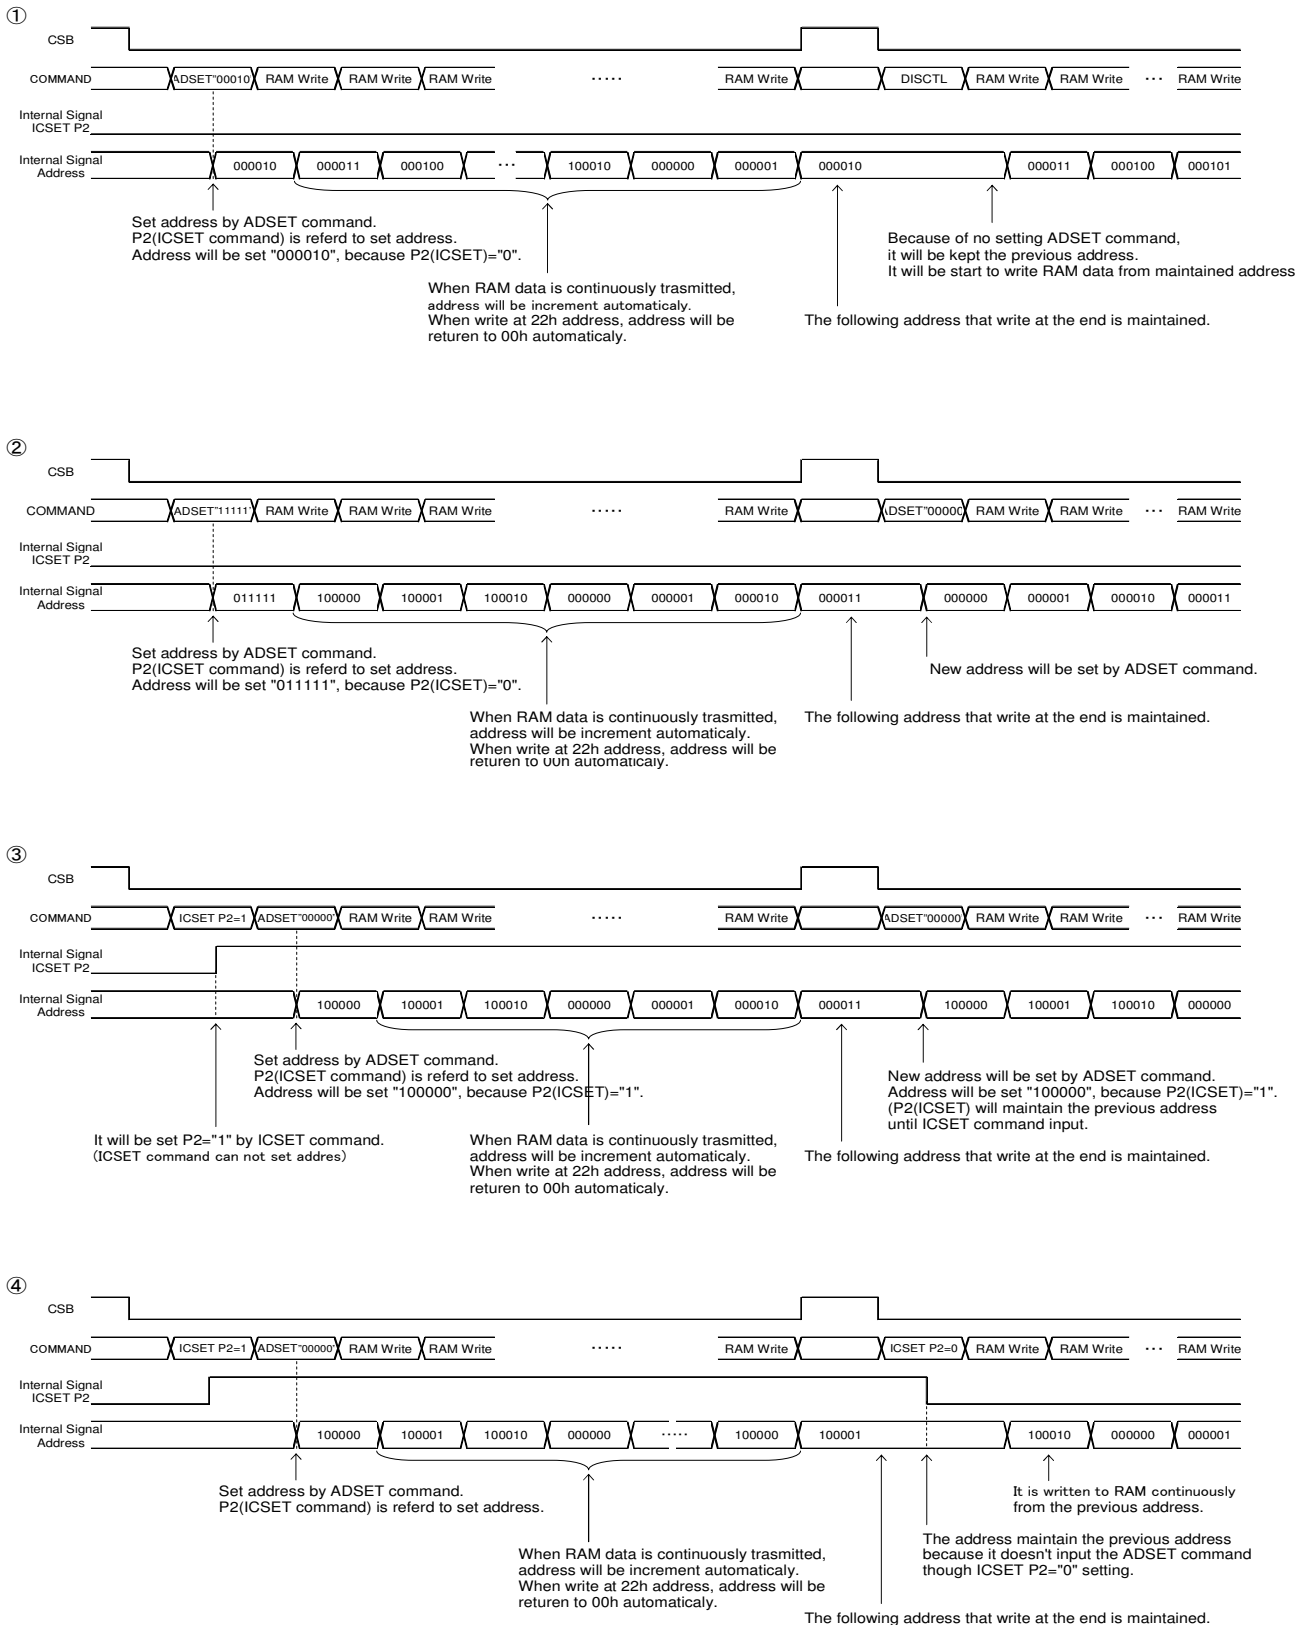 ①
CSB
COMMAND ADSET"00010 RAM Write RAM Write RAM Write ····· RAM Write DISCTL RAM Write RAM Write ··· RAM Write
Internal Signal
ICSET P2
Internal Signal
Address
000010 000011 000100 ··· 100010 000000 000001 000010 000011 000100 000101
Set address by ADSET command.
P2(ICSET command) is referd to set address.
Address will be set "000010", because P2(ICSET)="0".
When RAM data is continuously trasmitted,
address will be increment automaticaly.
When write at 22h address, address will be
returen to 00h automaticaly.
Because of no setting ADSET command,
it will be kept the previous address.
It will be start to write RAM data from maintained address
The following address that write at the end is maintained.
②
CSB
COMMAND ADSET"11111" RAM Write RAM Write RAM Write ····· RAM Write ADSET"00000 RAM Write RAM Write ··· RAM Write
Internal Signal
ICSET P2
Internal Signal
Address
011111 100000 100001 100010 000000 000001 000010 000011 000000 000001 000010 000011
Set address by ADSET command.
P2(ICSET command) is referd to set address.
Address will be set "011111", because P2(ICSET)="0".
When RAM data is continuously trasmitted,
address will be increment automaticaly.
When write at 22h address, address will be
returen to 00h automaticaly.
New address will be set by ADSET command.
The following address that write at the end is maintained.
③
CSB
COMMAND ICSET P2=1 ADSET"00000" RAM Write RAM Write ····· RAM Write ADSET"00000" RAM Write RAM Write ··· RAM Write
Internal Signal
ICSET P2
Internal Signal
Address
100000 100001 100010 000000 000001 000010 000011 100000 100001 100010 000000
Set address by ADSET command.
P2(ICSET command) is referd to set address.
Address will be set "100000", because P2(ICSET)="1".
It will be set P2="1" by ICSET command.
(ICSET command can not set addres)
When RAM data is continuously trasmitted,
address will be increment automaticaly.
When write at 22h address, address will be
returen to 00h automaticaly.
New address will be set by ADSET command.
Address will be set "100000", because P2(ICSET)="1".
(P2(ICSET) will maintain the previous address
until ICSET command input.
The following address that write at the end is maintained.
④
CSB
COMMAND ICSET P2=1 ADSET"00000" RAM Write RAM Write ····· RAM Write ICSET P2=0 RAM Write RAM Write ··· RAM Write
Internal Signal
ICSET P2
Internal Signal
Address
100000 100001 100010 000000 ····· 100000 100001 100010 000000 000001
Set address by ADSET command.
P2(ICSET command) is referd to set address.
When RAM data is continuously trasmitted,
address will be increment automaticaly.
When write at 22h address, address will be
returen to 00h automaticaly.
It is written to RAM continuously
from the previous address.
The address maintain the previous address
because it doesn't input the ADSET command
though ICSET P2="0" setting.
The following address that write at the end is maintained.